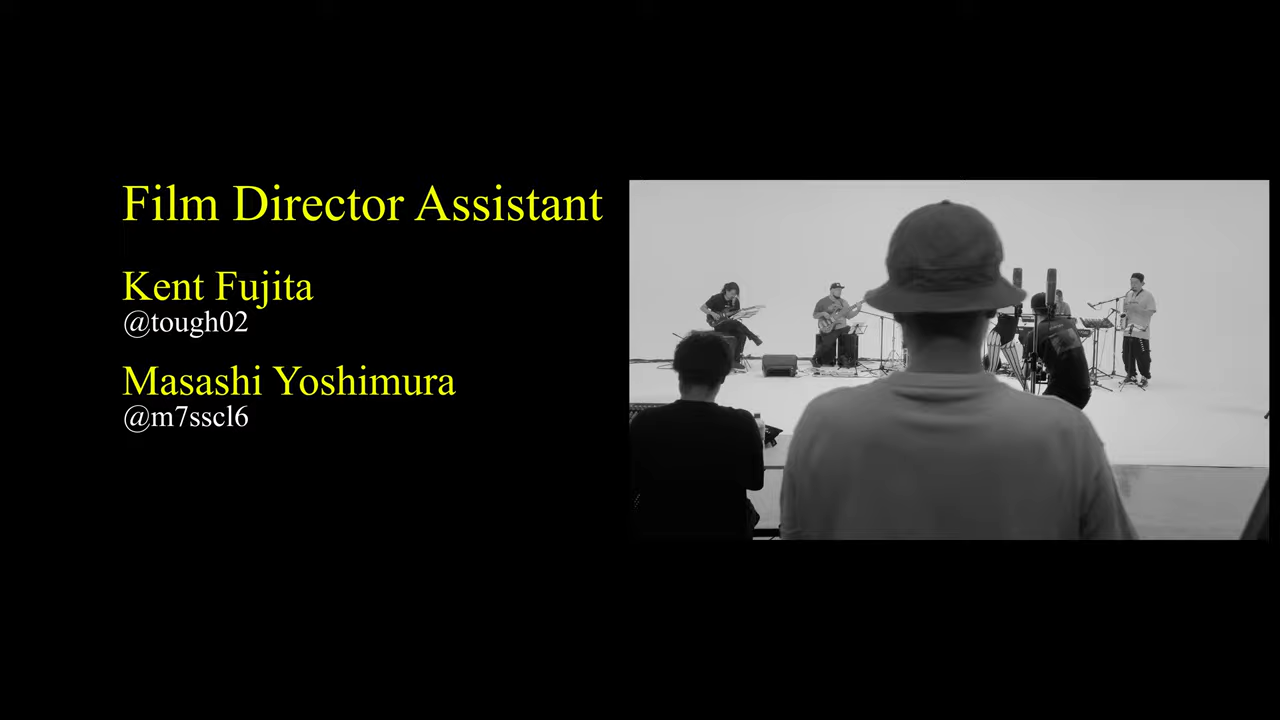 Film Director Assistant
Kent Fujita
@tough02
Masashi Yoshimura
@m7sscl6